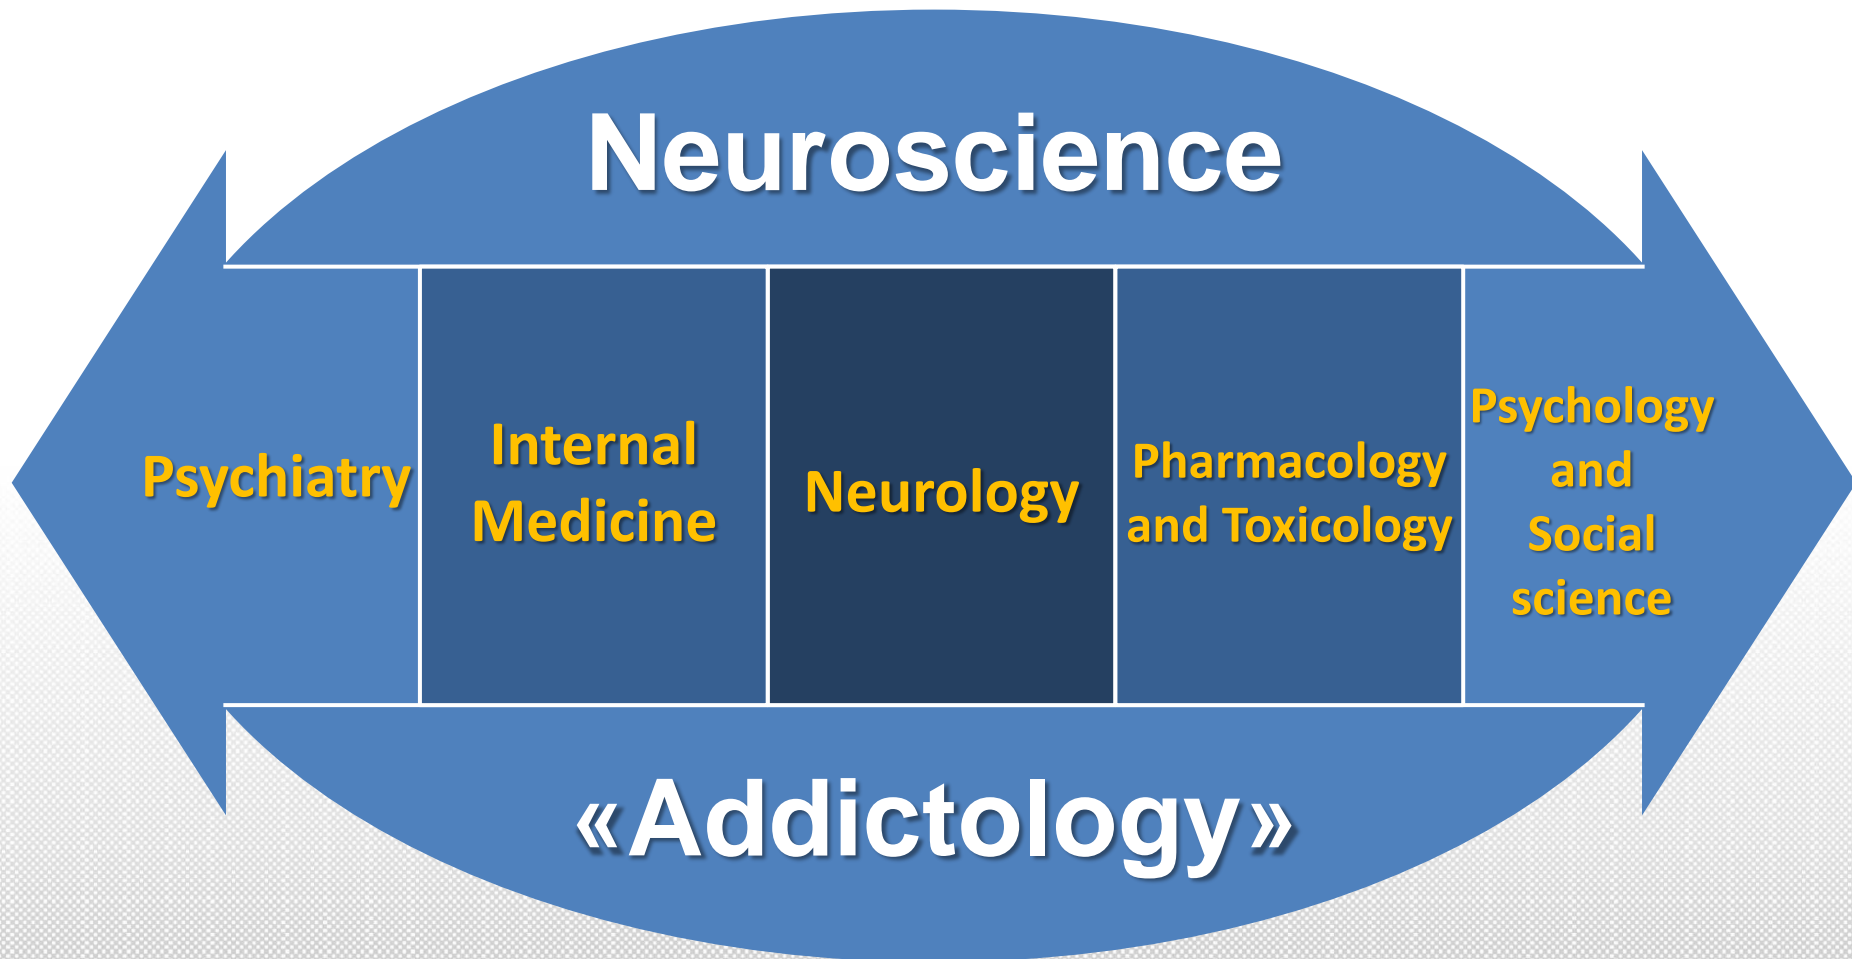 Neuroscience
Psychiatry
Internal
Medicine
Neurology
Pharmacology
and Toxicology
Psychology
and
Social
science
«Addictology»